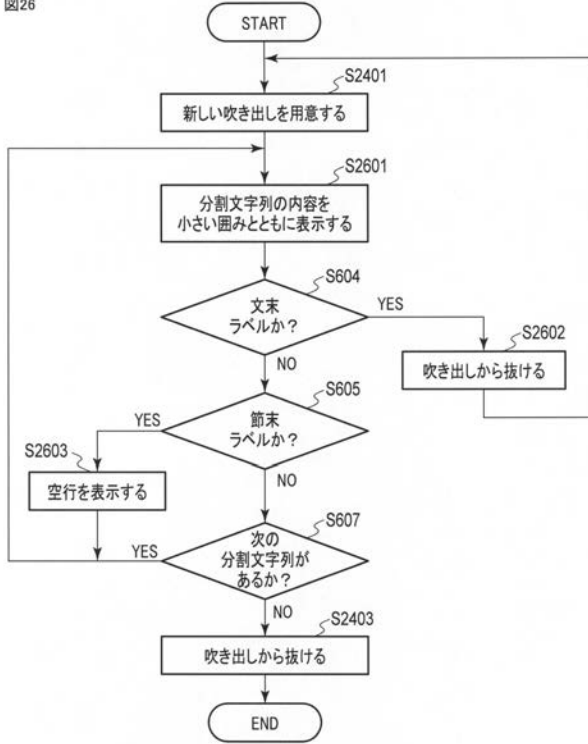 図26
START
S2401
新しい吹き出しを用意する
S2601
分割文字列の内容を
小さい囲みとともに表示する
S604
文末
ラベルか？
YES
NO
S2602
吹き出しから抜ける
S605
節末
ラベルか？
YES
NO
S2603
空行を表示する
S607
次の
分割文字列が
あるか？
YES
NO
S2403
吹き出しから抜ける
END